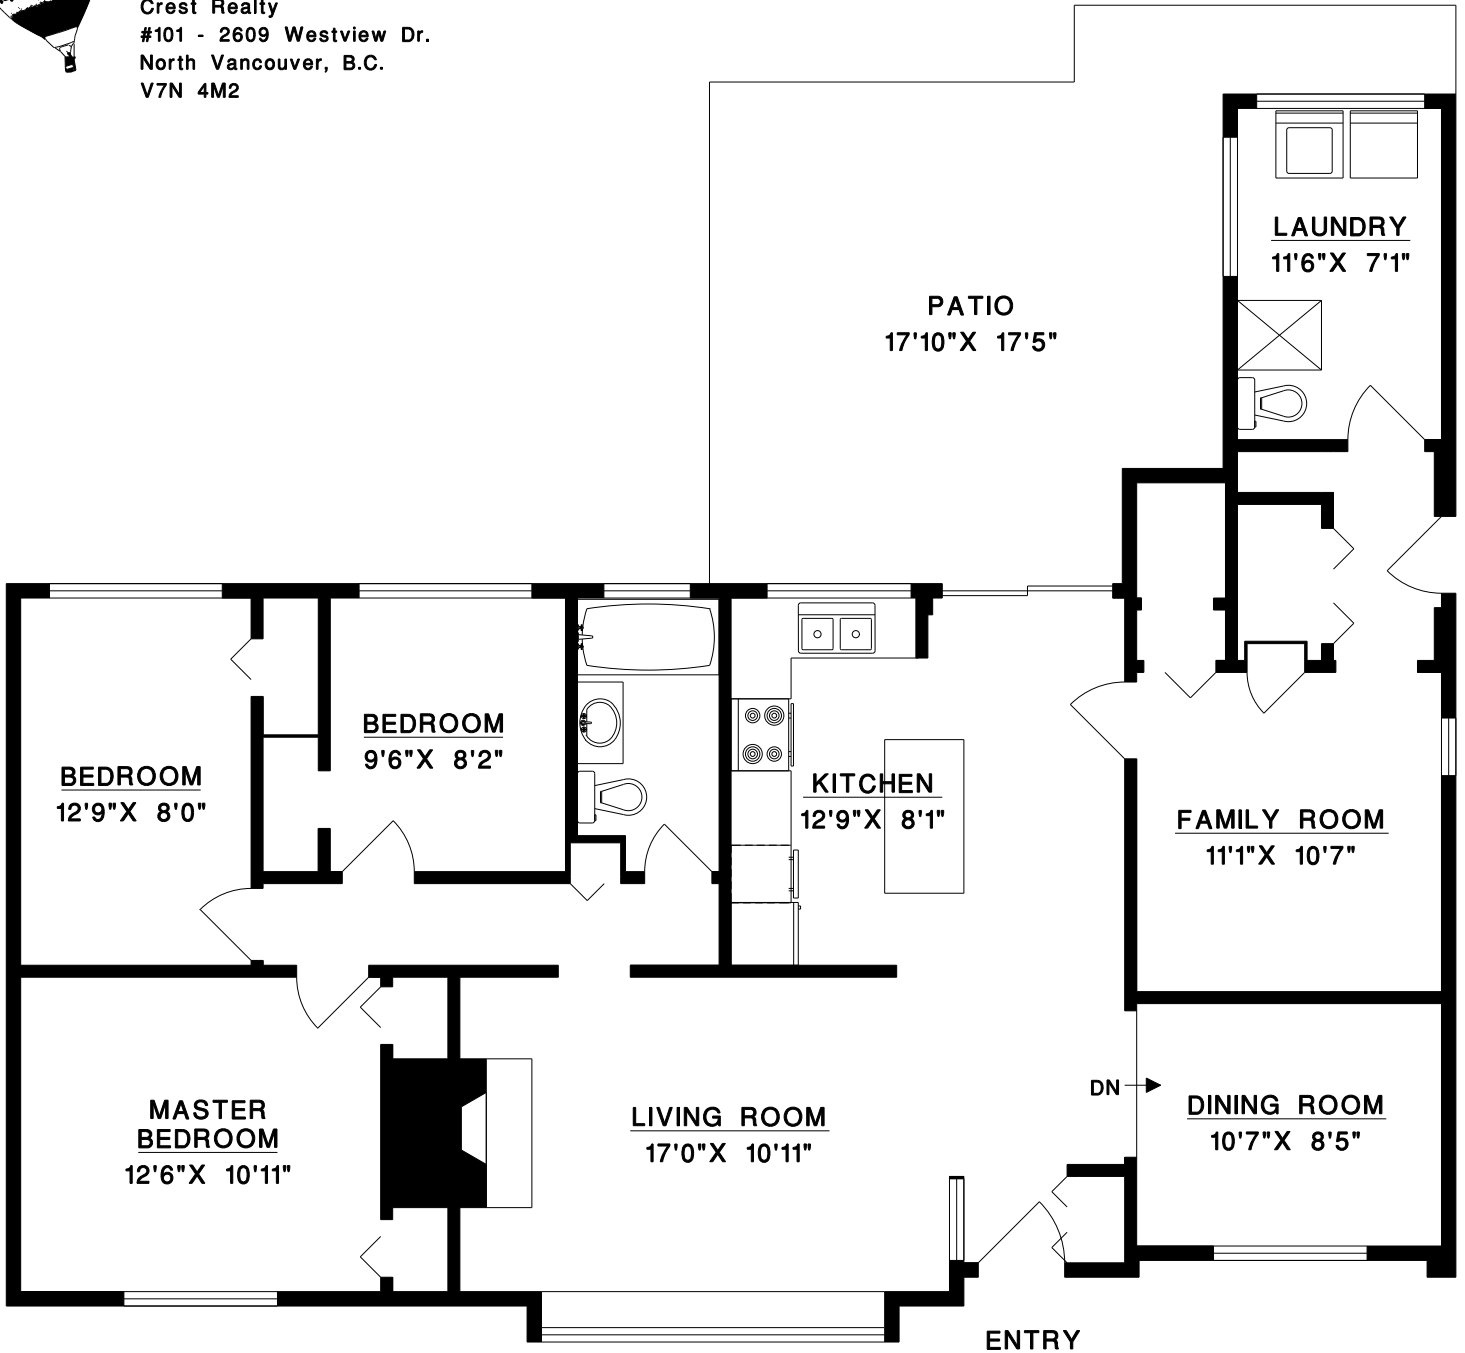 Crest Realty
#101 - 2609 Westview Dr.
North Vancouver, B.C.
V7N 4M2
LAUNDRY
11'6"X 7'1"
PATIO
17'10"X 17'5"
BEDROOM
9'6"X 8'2"
BEDROOM
12'9"X 8'0"
KITCHEN
12'9"X 8'1"
FAMILY ROOM
11'1"X 10'7"
MASTER
BEDROOM
12'6"X 10'11"
LIVING ROOM
17'0"X 10'11"
DN
DINING ROOM
10'7"X 8'5"
ENTRY